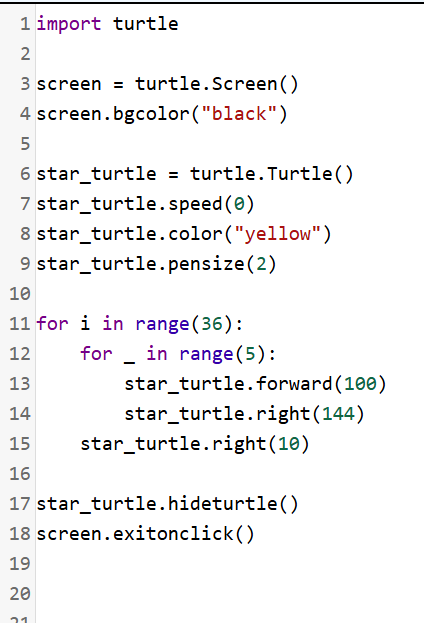 1 import turtle
2
3 screen = turtle.Screen()
4 screen.bgcolor("black")
5
6 star_turtle = turtle.Turtle()
7 star_turtle.speed(0)
8 star_turtle.color("yellow")
9 star_turtle.pensize(2)
10
11 for i in range(36):
12     for _ in range(5):
13         star_turtle.forward(100)
14         star_turtle.right(144)
15     star_turtle.right(10)
16
17 star_turtle.hideturtle()
18 screen.exitonclick()
19
20
21